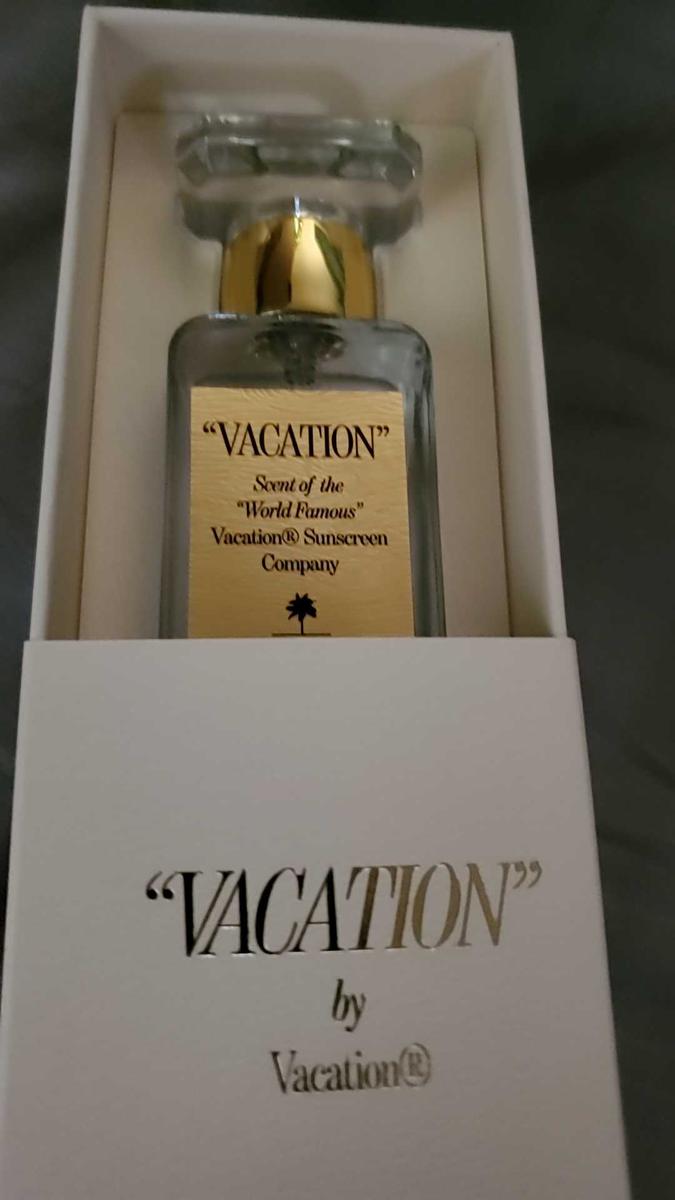 “VACATION”
Scent of the
“World Famous”
Vacation® Sunscreen
Company
“VACATION”
by
Vacation®